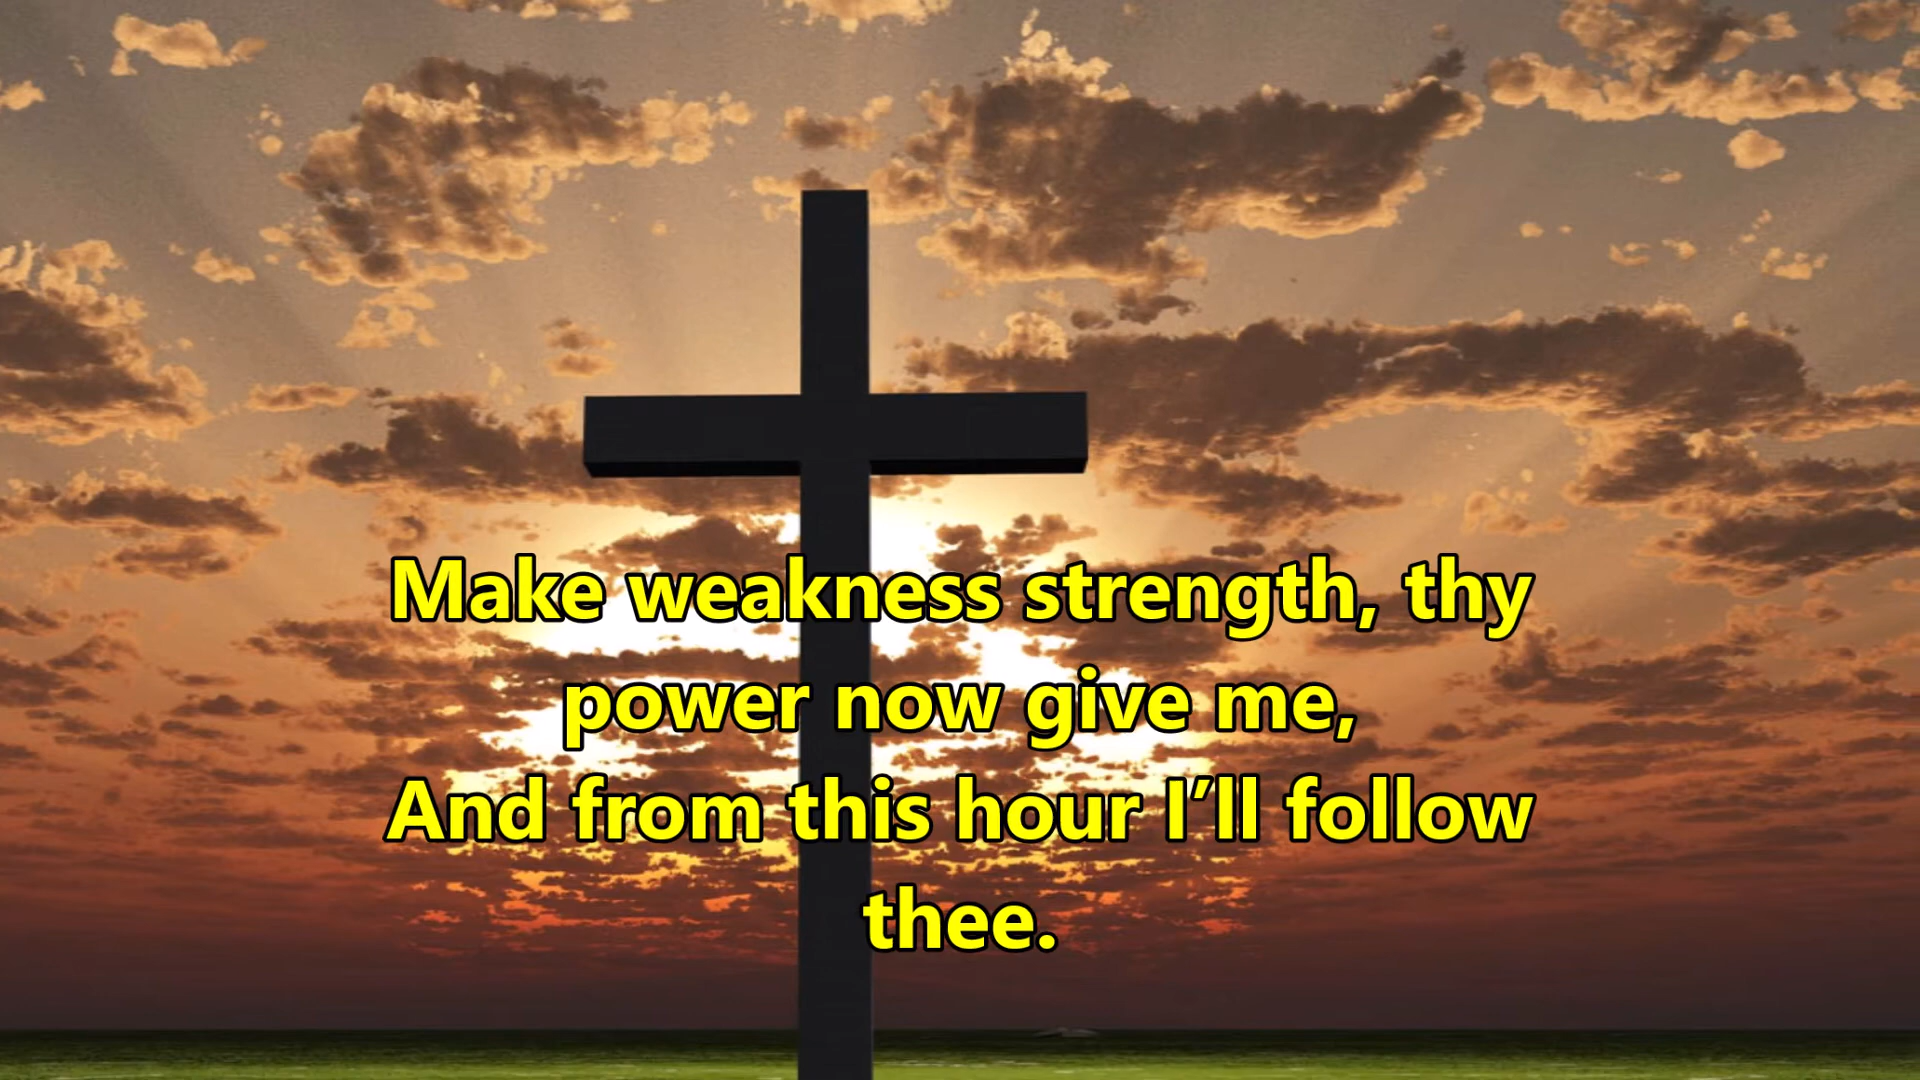 Make weakness strength, thy
power now give me,
And from this hour I’ll follow
thee.